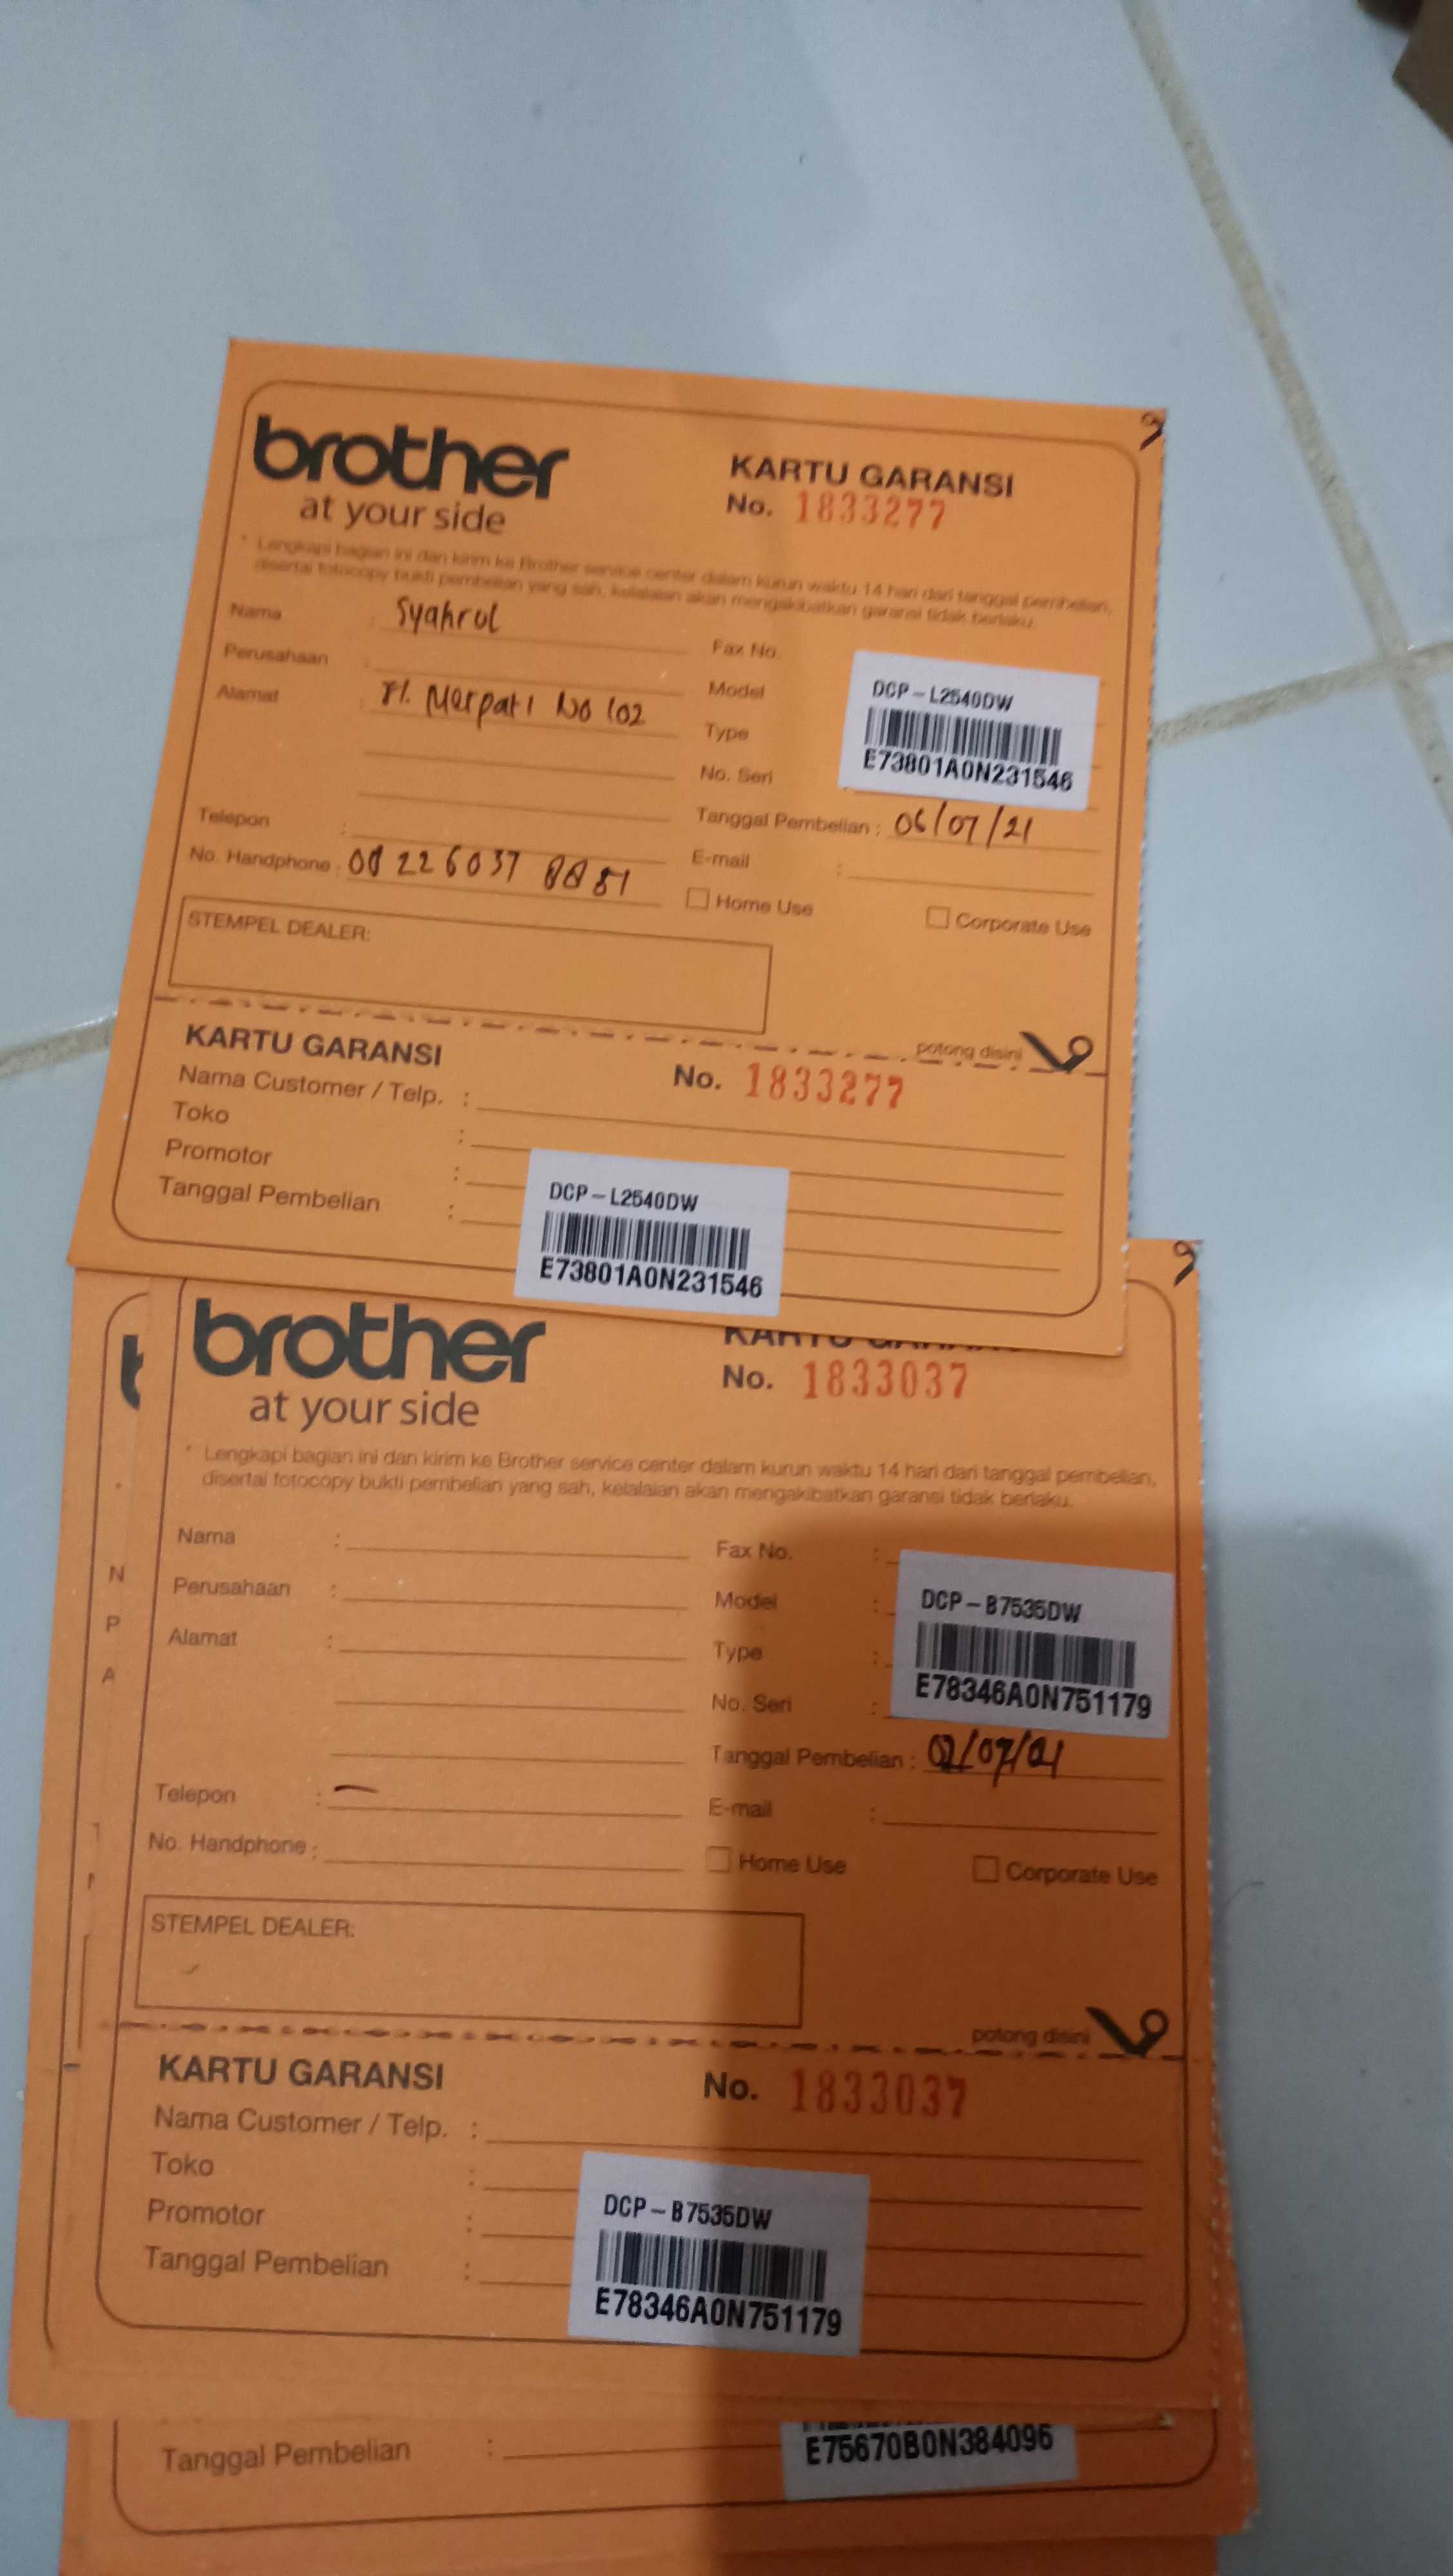 brother
at your side
KARTU GARANSI
No. 1833277
* Lengkapi bagian ini dan kirim ke Brother service center dalam kurun waktu 14 hari dari tanggal pembelian,
disertai fotocopy bukti pembelian yang sah, kelalaian akan mengakibatkan garansi tidak berlaku.
Nama : Syahrul
Perusahaan :
Alamat : Jl. Merpati No 102
Telepon :
No. Handphone :
Fax No.
Model
Type
No. Seri
DCP-L2540DW
E73801A0N231546
Tanggal Pembelian : 06/07/21
E-mail :
Home Use
Corporate Use
STEMPEL DEALER:
potong disini
KARTU GARANSI
No. 1833277
Nama Customer / Telp. :
Toko :
Promotor :
Tanggal Pembelian :
DCP-L2540DW
E73801A0N231546
brother
at your side
KARTU GARANSI
No. 1833037
* Lengkapi bagian ini dan kirim ke Brother service center dalam kurun waktu 14 hari dari tanggal pembelian,
disertai fotocopy bukti pembelian yang sah, kelalaian akan mengakibatkan garansi tidak berlaku.
Nama :
Perusahaan :
Alamat :
Telepon : -
No. Handphone :
Fax No. :
Model :
Type :
No. Seri :
DCP-B7535DW
E78346A0N751179
Tanggal Pembelian :
E-mail :
Home Use
Corporate Use
STEMPEL DEALER:
potong disini
KARTU GARANSI
No. 1833037
Nama Customer / Telp. :
Toko :
Promotor :
Tanggal Pembelian :
DCP-B7535DW
E78346A0N751179
N
P
A
Tanggal Pembelian :
E75670B0N384096